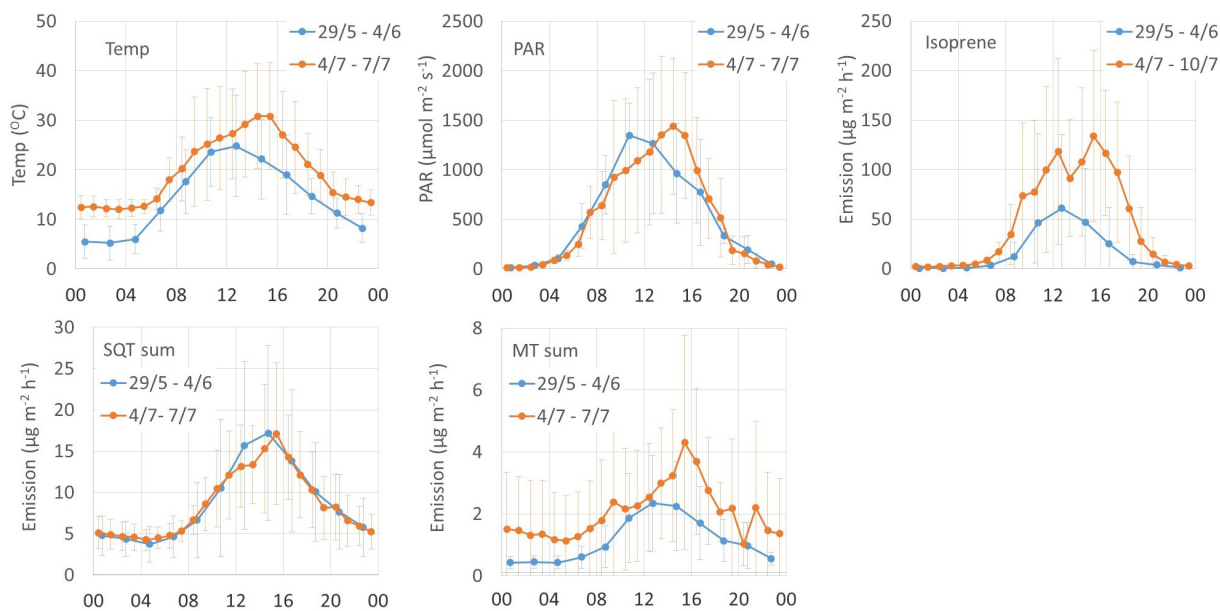 Temp
29/5 - 4/6
4/7 - 7/7
Temp (ᴼC)
50
40
30
20
10
0
00 04 08 12 16 20 00
PAR
29/5 - 4/6
4/7 - 7/7
PAR (µmol m⁻² s⁻¹)
2500
2000
1500
1000
500
0
00 04 08 12 16 20 00
Isoprene
29/5 - 4/6
4/7 - 10/7
Emission (µg m⁻² h⁻¹)
250
200
150
100
50
0
00 04 08 12 16 20 00
SQT sum
29/5 - 4/6
4/7- 7/7
Emission (µg m⁻² h⁻¹)
30
25
20
15
10
5
0
00 04 08 12 16 20 00
MT sum
29/5 - 4/6
4/7 - 7/7
Emission (µg m⁻² h⁻¹)
8
6
4
2
0
00 04 08 12 16 20 00